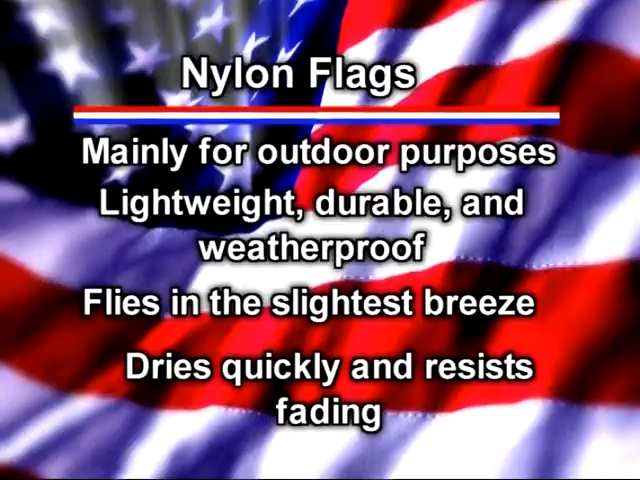 Nylon Flags
Mainly for outdoor purposes
Lightweight, durable, and
weatherproof
Flies in the slightest breeze
Dries quickly and resists
fading